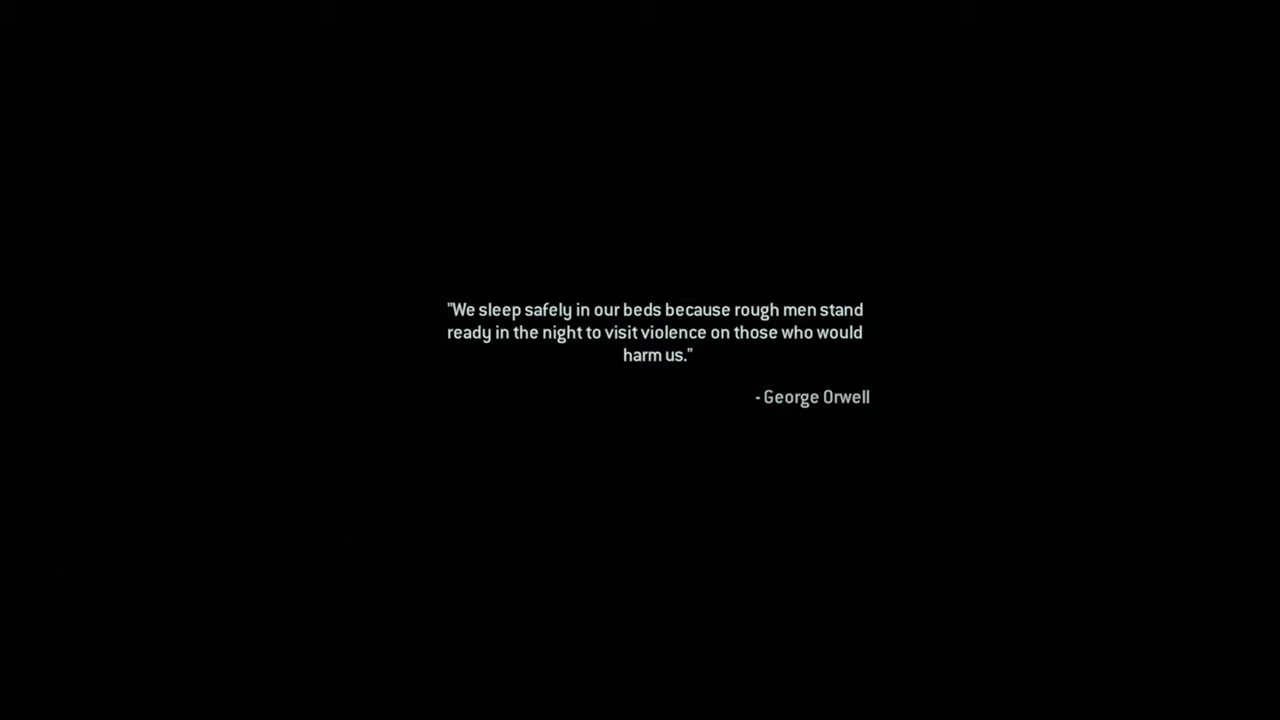 "We sleep safely in our beds because rough men stand
ready in the night to visit violence on those who would
harm us."
- George Orwell